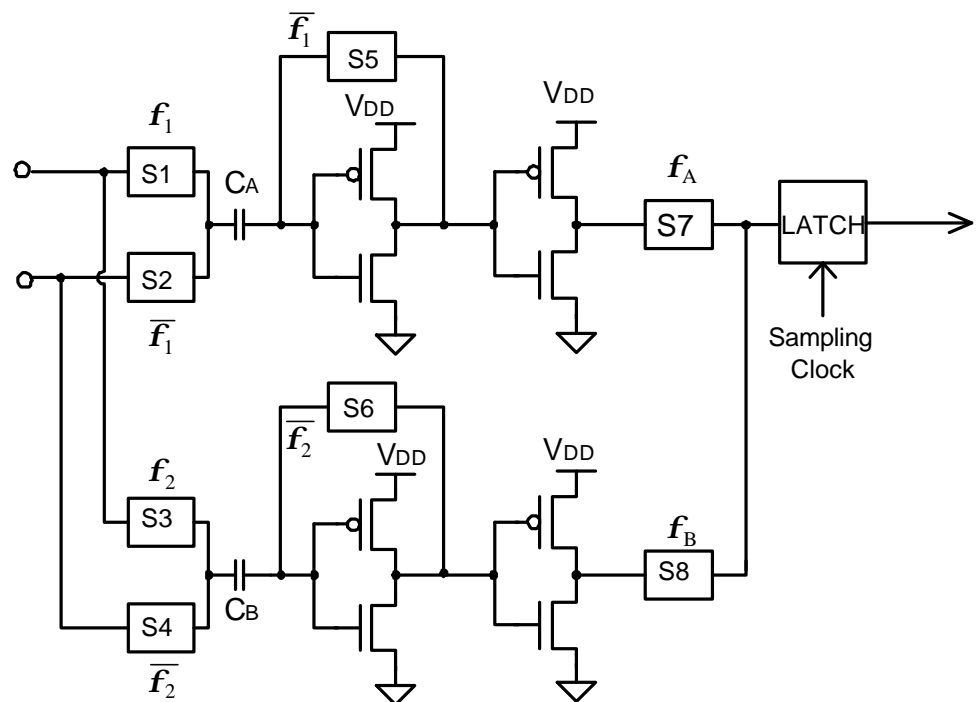 f̅₁
S5
VDD
VDD
f₁
S1
CA
fA
S7
LATCH
S2
f̅₁
Sampling
Clock
S6
f̅₂
VDD
VDD
f₂
S3
fB
S8
CB
S4
f̅₂